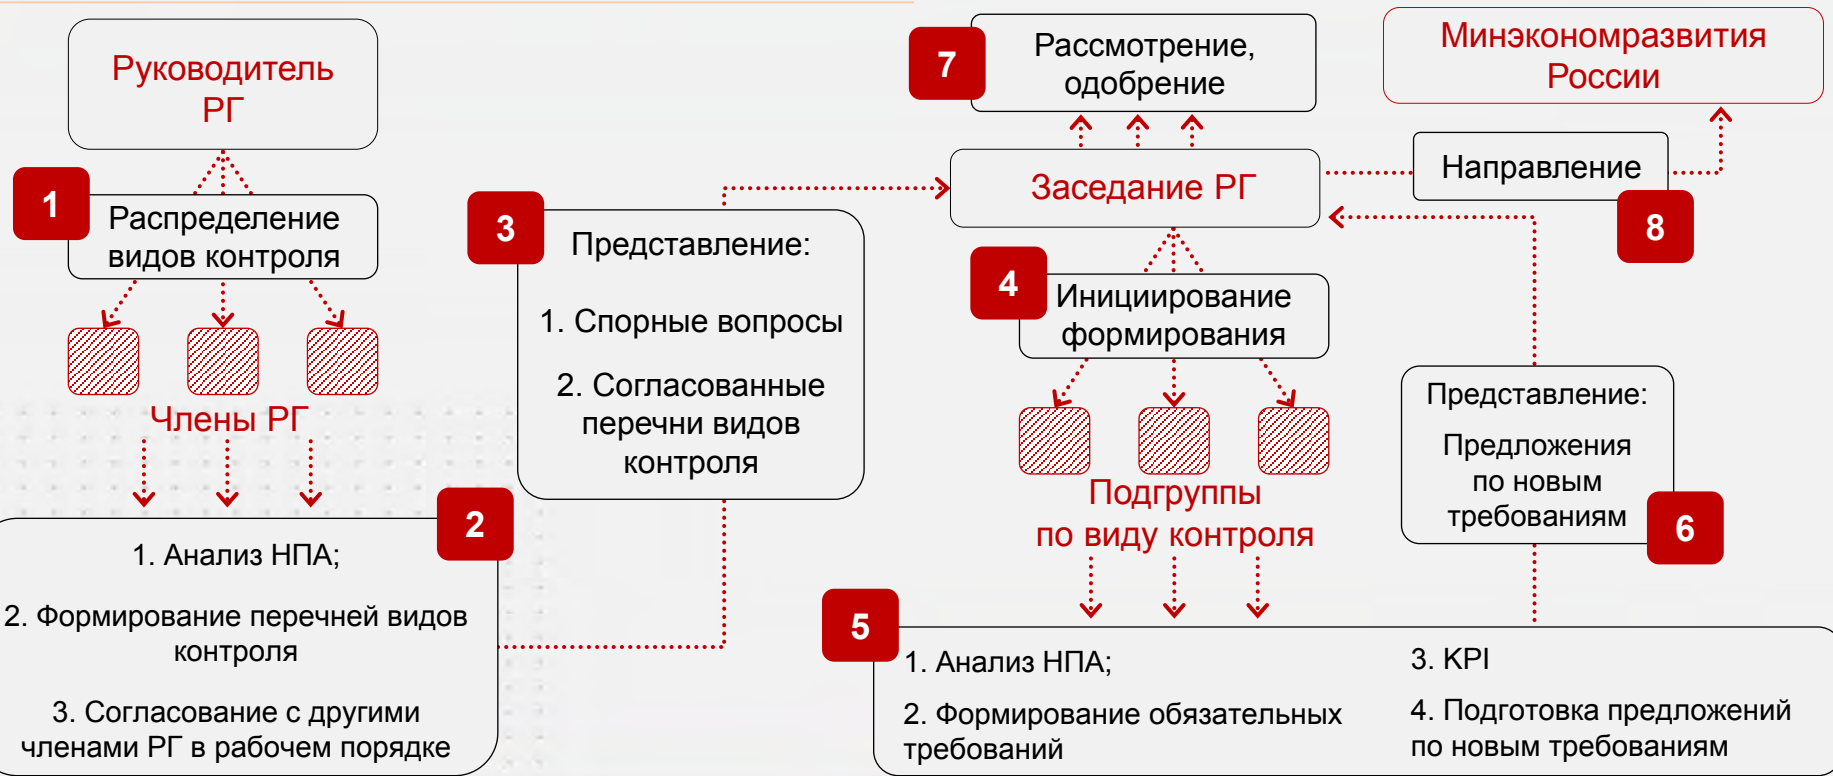 Руководитель
РГ
1
Распределение
видов контроля
Члены РГ
2
1. Анализ НПА;
2. Формирование перечней видов
контроля
3. Согласование с другими
членами РГ в рабочем порядке
3
Представление:
1. Спорные вопросы
2. Согласованные
перечни видов
контроля
7
Рассмотрение,
одобрение
Заседание РГ
4
Инициирование
формирования
Подгруппы
по виду контроля
5
1. Анализ НПА;
2. Формирование обязательных
требований
3. KPI
4. Подготовка предложений
по новым требованиям
Представление:
Предложения
по новым
требованиям
6
Направление
8
Минэкономразвития
России